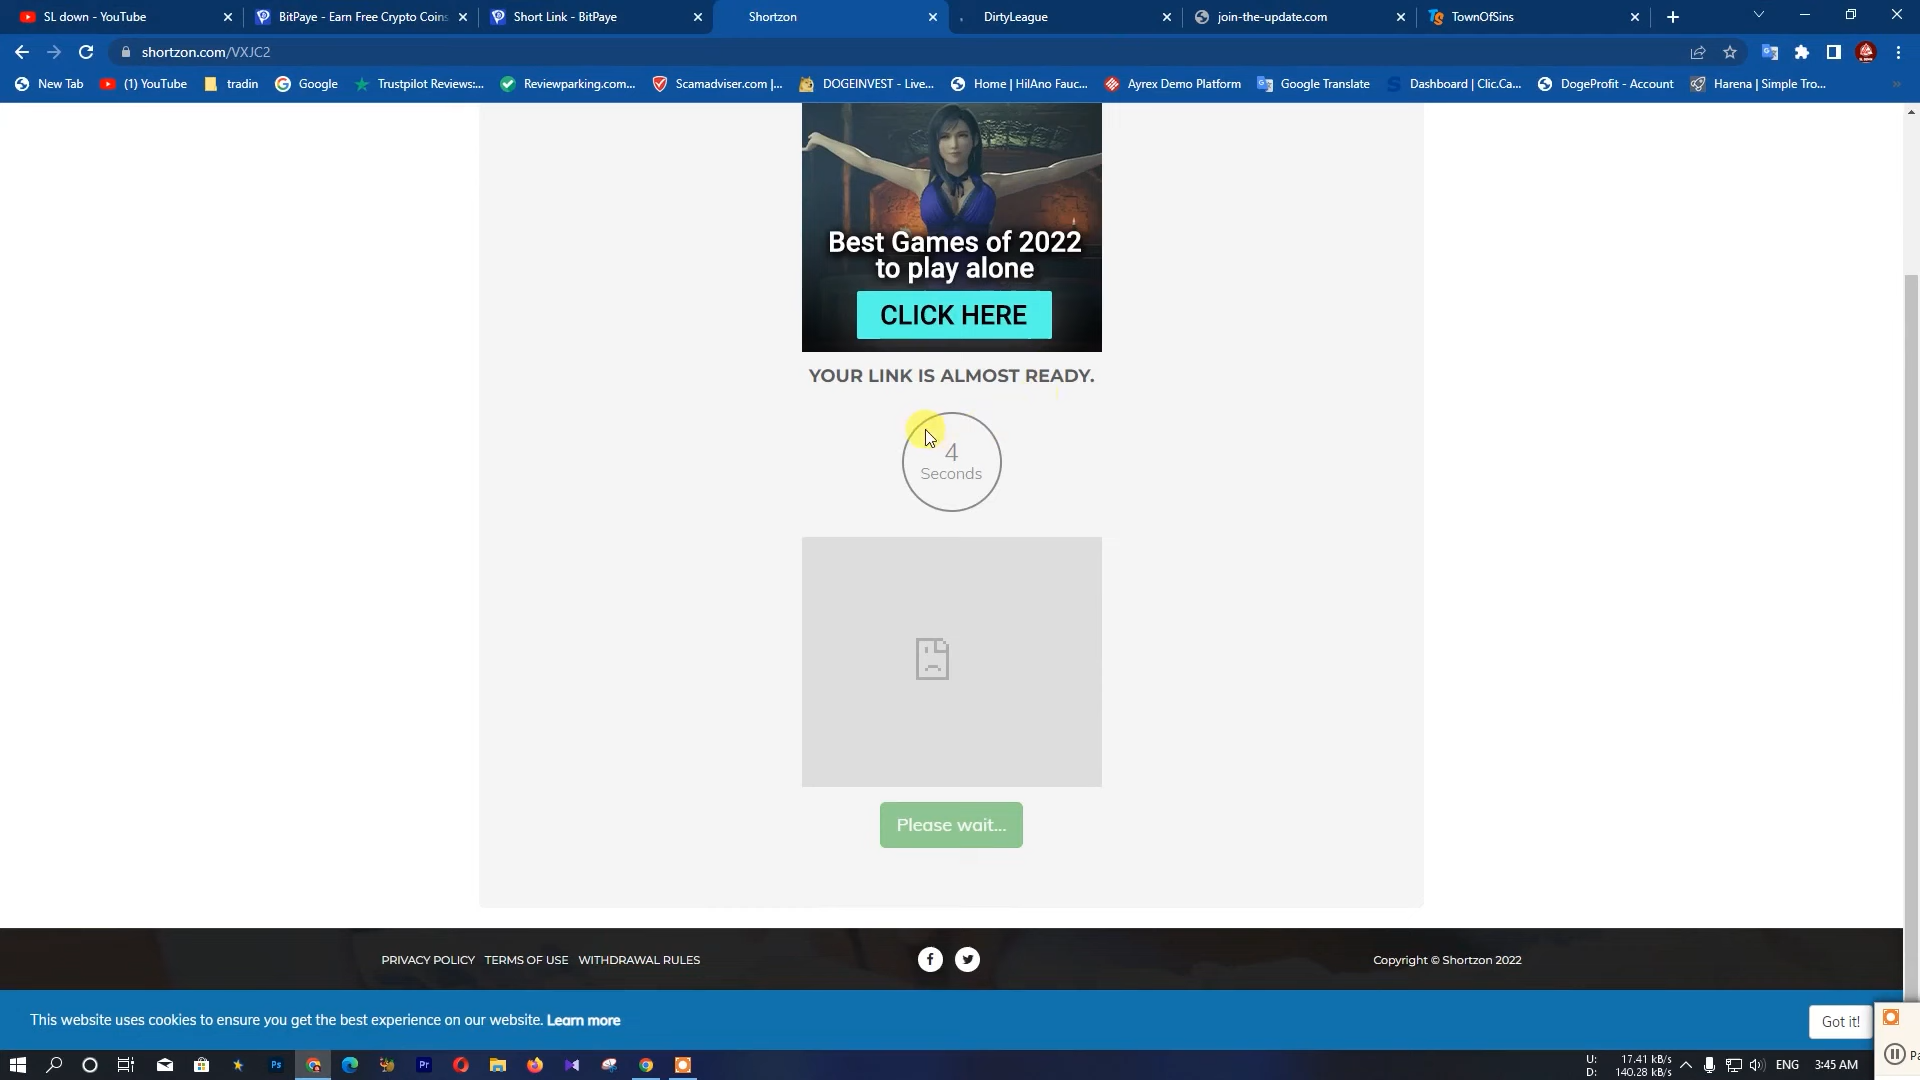 SL down - YouTube
BitPaye - Earn Free Crypto Coins
Short Link - BitPaye
Shortzon
DirtyLeague
join-the-update.com
TownOfSins
shortzon.com/VXJC2
New Tab
(1) YouTube
tradin
Google
Trustpilot Reviews:...
Reviewparking.com...
Scamadviser.com |...
DOGEINVEST - Live...
Home | HilAno Fauc...
Ayrex Demo Platform
Google Translate
Dashboard | Clic.Ca...
DogeProfit - Account
Harena | Simple Tro...
Best Games of 2022
to play alone
CLICK HERE
YOUR LINK IS ALMOST READY.
4
Seconds
Please wait...
PRIVACY POLICY TERMS OF USE WITHDRAWAL RULES
Copyright © Shortzon 2022
This website uses cookies to ensure you get the best experience on our website. Learn more
Got it!
Ps
Pr
U: 17.41 kB/s
D: 140.28 kB/s
ENG
3:45 AM